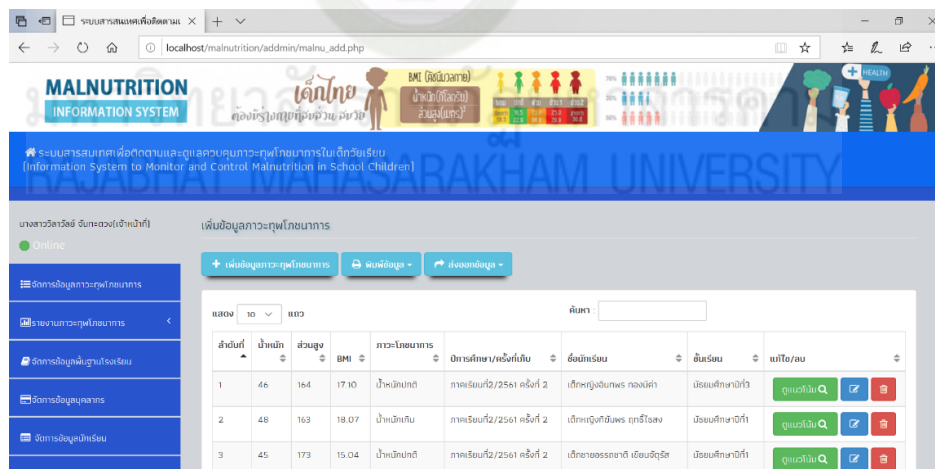 ระบบสารสนเทศเพื่อติดตามแ
localhost/malnutrition/addmin/malnu_add.php
MALNUTRITION
INFORMATION SYSTEM
เด็กไทย
BMI (ดัชนีมวลกาย)
น้ำหนัก(กิโลกรัม)
ส่วนสูง(เมตร)²
HEALTH
ระบบสารสนเทศเพื่อติดตามและดูแลควบคุมภาวะทุพโภชนาการในเด็กวัยเรียน
(Information System to Monitor and Control Malnutrition in School Children)
RAJABHAT MAHASARAKHAM UNIVERSITY
นางสาววิลาวัลย์ จันทะดวง(เจ้าหน้าที่)
Online
เพิ่มข้อมูลภาวะทุพโภชนาการ
เพิ่มข้อมูลภาวะทุพโภชนาการ พิมพ์ข้อมูล ส่งออกข้อมูล
จัดการข้อมูลภาวะทุพโภชนาการ
รายงานภาวะทุพโภชนาการ
จัดการข้อมูลพื้นฐานโรงเรียน
จัดการข้อมูลบุคลากร
จัดการข้อมูลนักเรียน
แสดง 10 แถว ค้นหา :
ลำดับที่ น้ำหนัก ส่วนสูง BMI ภาวะโภชนาการ ปีการศึกษา/ครั้งที่เก็บ ชื่อนักเรียน ชั้นเรียน แก้ไข/ลบ
1 46 164 17.10 น้ำหนักปกติ ภาคเรียนที่2/2561 ครั้งที่ 2 เด็กหญิงอินทพร ทองมีค่า มัธยมศึกษาปีที่3 ดูแนวโน้ม
2 48 163 18.07 น้ำหนักเกิน ภาคเรียนที่2/2561 ครั้งที่ 2 เด็กหญิงกิฃันพร ฤทธิ์ไธสง มัธยมศึกษาปีที่1 ดูแนวโน้ม
3 45 173 15.04 น้ำหนักปกติ ภาคเรียนที่2/2561 ครั้งที่ 2 เด็กชายอรรถชาติ เขียนจัตุรัส มัธยมศึกษาปีที่1 ดูแนวโน้ม